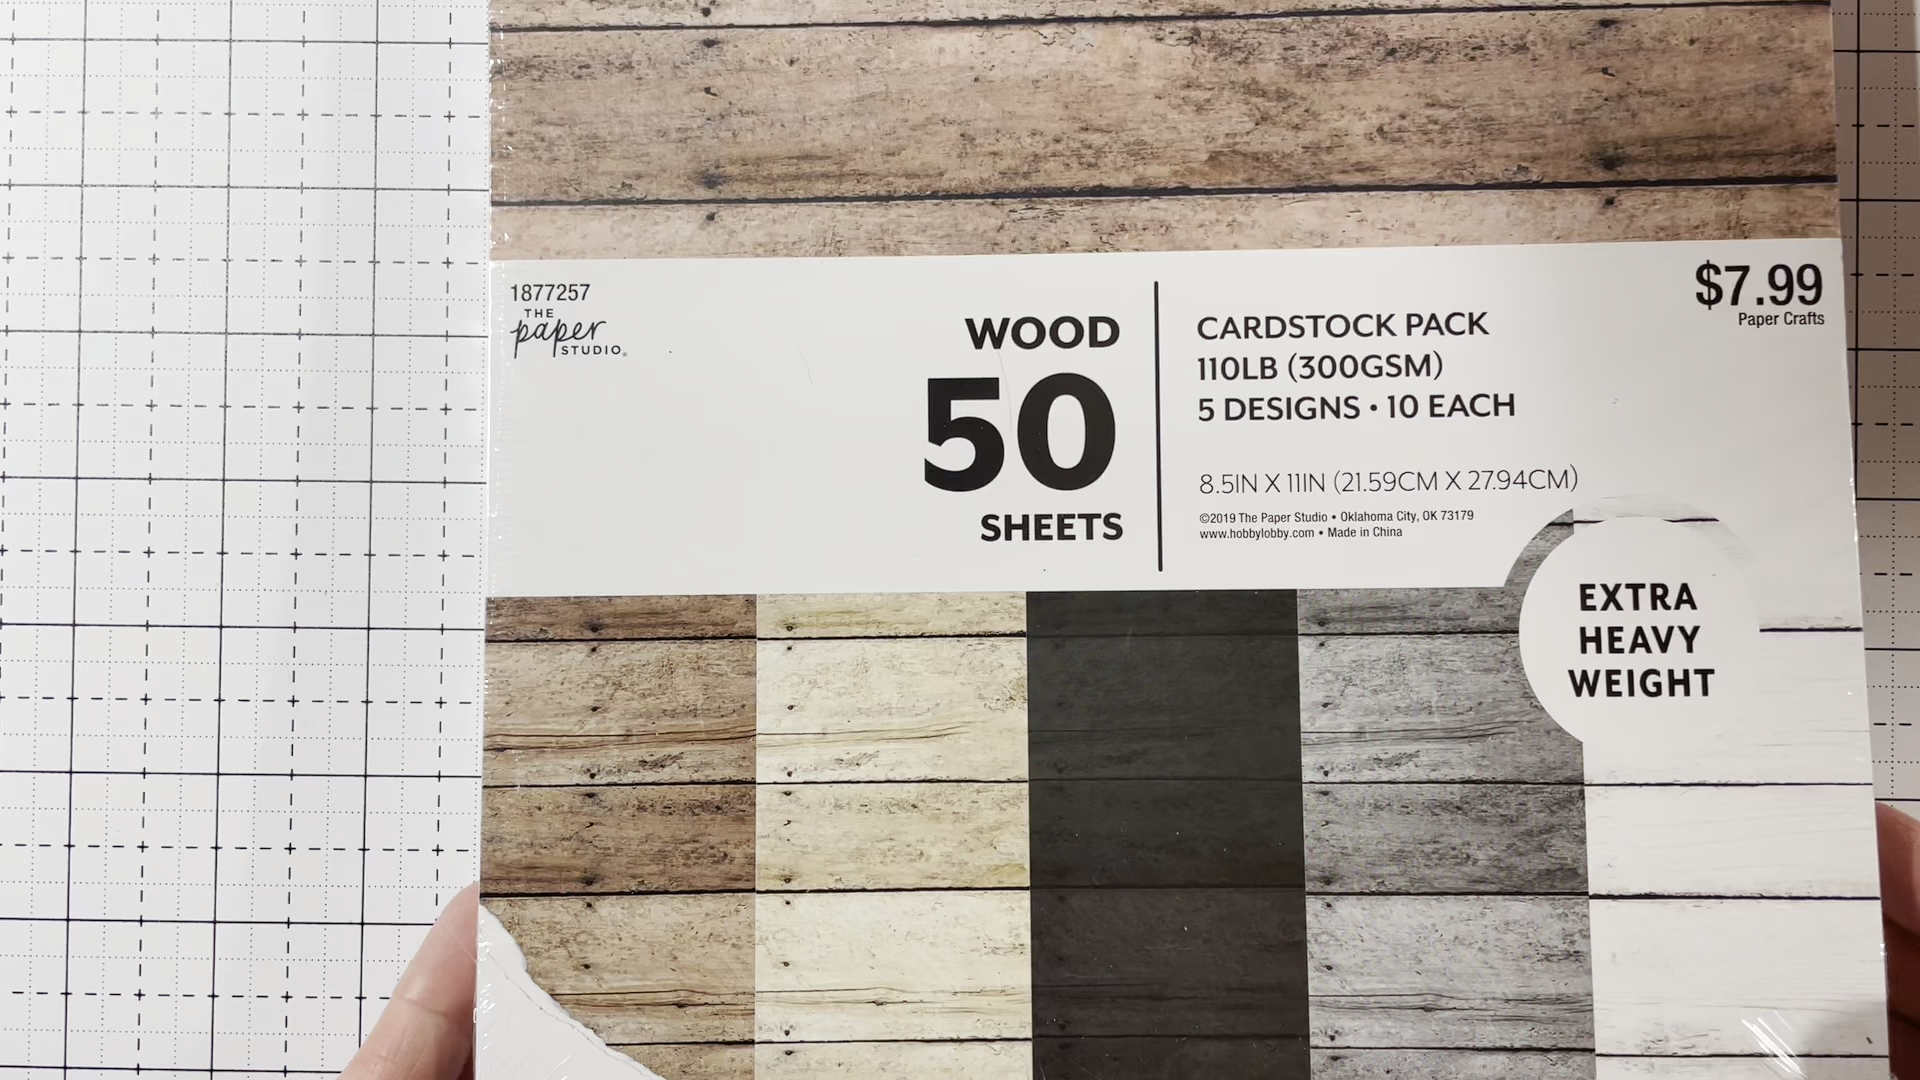 1877257
THE
paper
STUDIO®
WOOD
50
SHEETS
CARDSTOCK PACK
110LB (300GSM)
5 DESIGNS • 10 EACH
8.5IN X 11IN (21.59CM X 27.94CM)
©2019 The Paper Studio • Oklahoma City, OK 73179
www.hobbylobby.com • Made in China
$7.99
Paper Crafts
EXTRA
HEAVY
WEIGHT